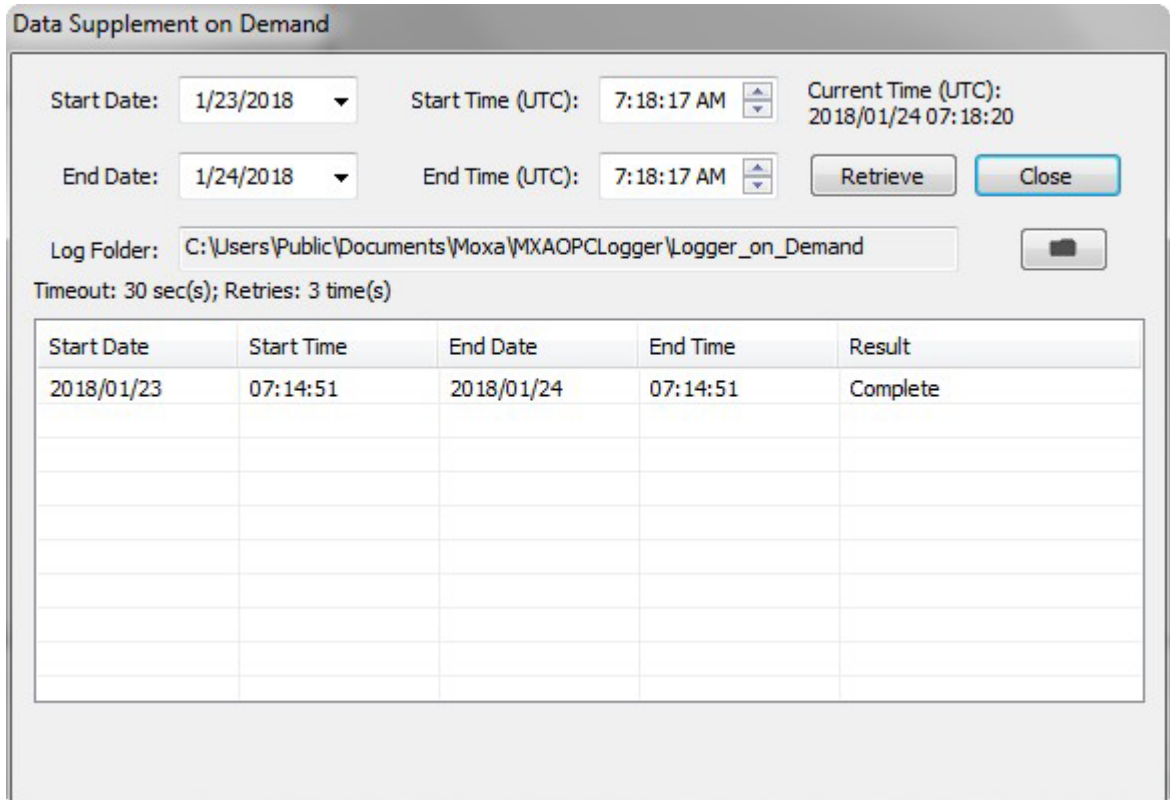 Data Supplement on Demand
Start Date: 1/23/2018 Start Time (UTC): 7:18:17 AM Current Time (UTC):
2018/01/24 07:18:20
End Date: 1/24/2018 End Time (UTC): 7:18:17 AM Retrieve Close
Log Folder: C:\Users\Public\Documents\Moxa\MXAOPCLogger\Logger_on_Demand
Timeout: 30 sec(s); Retries: 3 time(s)
Start Date Start Time End Date End Time Result
2018/01/23 07:14:51 2018/01/24 07:14:51 Complete